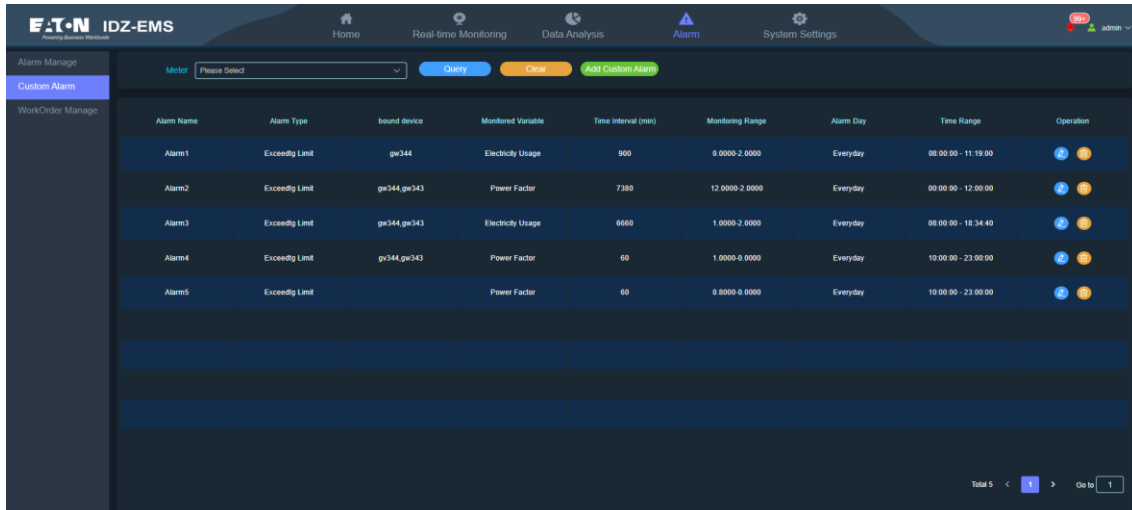 EATON IDZ-EMS
Powering Business Worldwide
Home Real-time Monitoring Data Analysis Alarm System Settings
99+ admin
Alarm Manage
Custom Alarm
WorkOrder Manage
Meter Please Select Query Clear Add Custom Alarm
Alarm Name Alarm Type bound device Monitored Variable Time Interval (min) Monitoring Range Alarm Day Time Range Operation
Alarm1 Exceedtg Limit gw344 Electricity Usage 900 0.0000-2.0000 Everyday 08:00:00 - 11:19:00
Alarm2 Exceedtg Limit gw344,gw343 Power Factor 7380 12.0000-2.0000 Everyday 00:00:00 - 12:00:00
Alarm3 Exceedtg Limit gw344,gw343 Electricity Usage 6660 1.0000-2.0000 Everyday 08:00:00 - 18:34:40
Alarm4 Exceedtg Limit gv344,gw343 Power Factor 60 1.0000-0.0000 Everyday 10:00:00 - 23:00:00
Alarm5 Exceedtg Limit Power Factor 60 0.8000-0.0000 Everyday 10:00:00 - 23:00:00
Total 5 < 1 > Go to 1